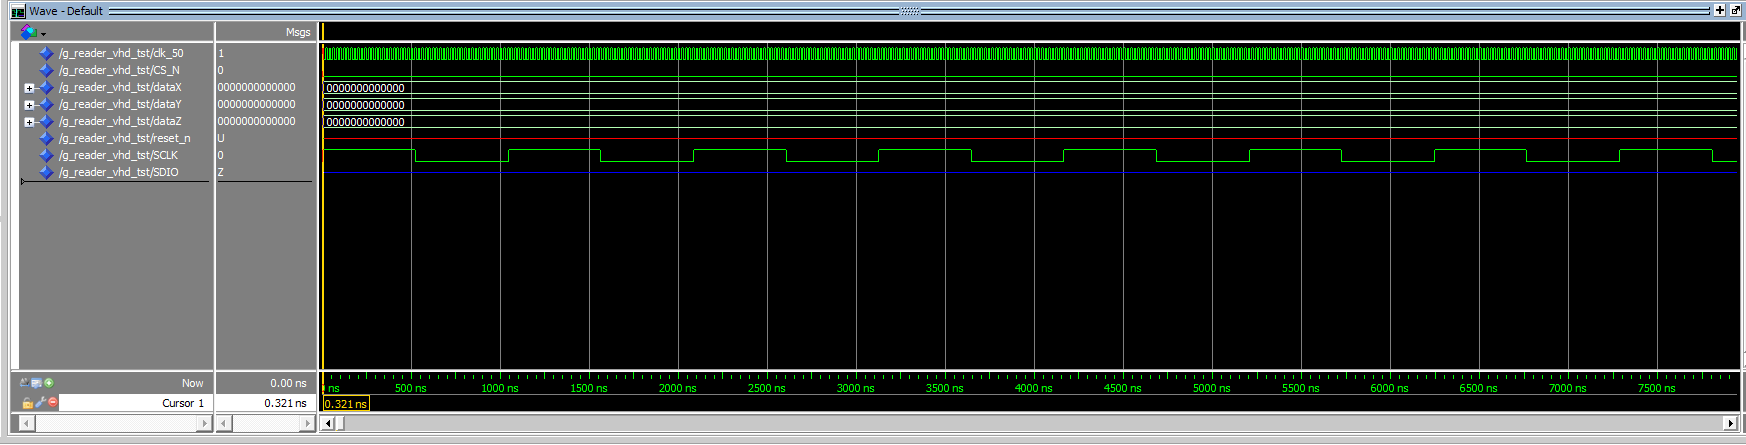 Wave - Default
Msgs
/g_reader_vhd_tst/clk_50 1
/g_reader_vhd_tst/CS_N 0
/g_reader_vhd_tst/dataX 0000000000000 0000000000000
/g_reader_vhd_tst/dataY 0000000000000 0000000000000
/g_reader_vhd_tst/dataZ 0000000000000 0000000000000
/g_reader_vhd_tst/reset_n U
/g_reader_vhd_tst/SCLK 0
/g_reader_vhd_tst/SDIO Z
Now 0.00 ns ns 500 ns 1000 ns 1500 ns 2000 ns 2500 ns 3000 ns 3500 ns 4000 ns 4500 ns 5000 ns 5500 ns 6000 ns 6500 ns 7000 ns 7500 ns
Cursor 1 0.321 ns 0.321 ns